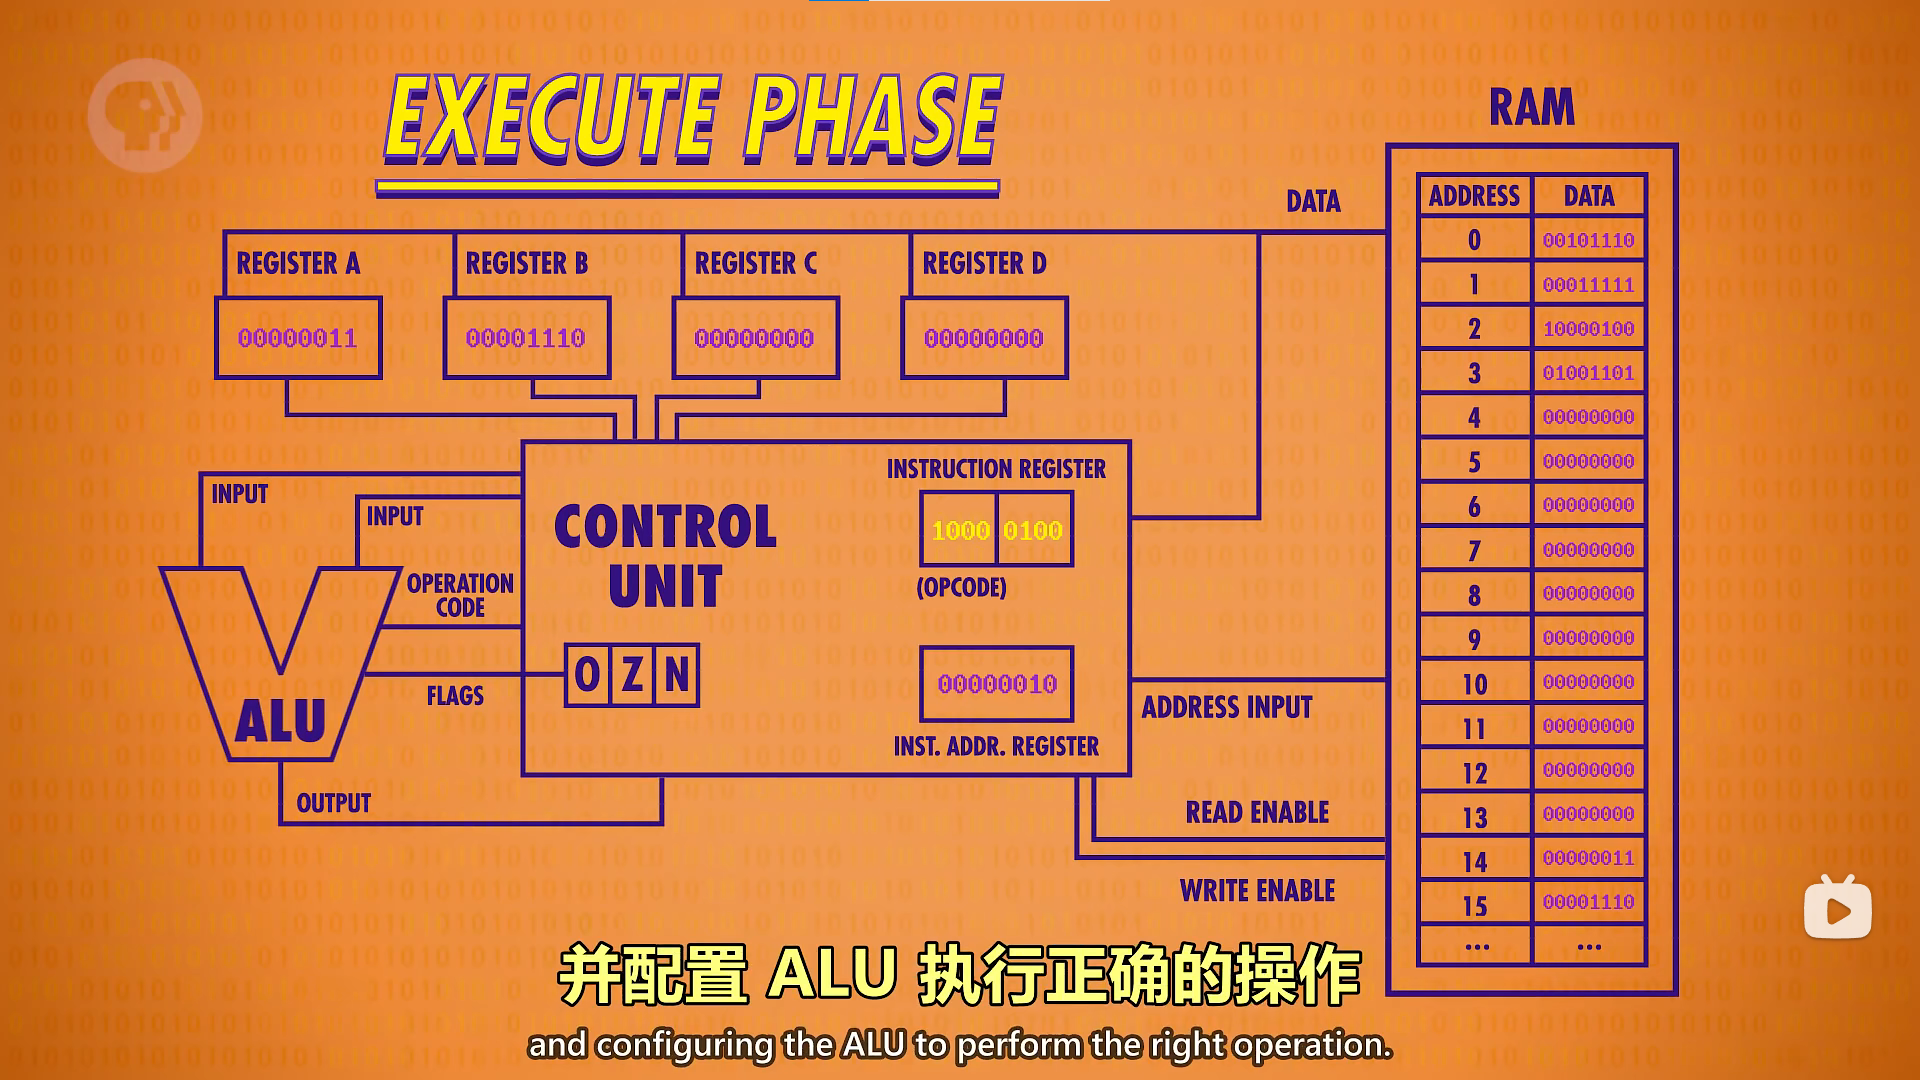 EXECUTE PHASE
RAM
DATA
ADDRESS DATA
0 00101110
1 00011111
2 10000100
3 01001101
4 00000000
5 00000000
6 00000000
7 00000000
8 00000000
9 00000000
10 00000000
11 00000000
12 00000000
13 00000000
14 00000011
15 00001110
... ...
REGISTER A
00000011
REGISTER B
00001110
REGISTER C
00000000
REGISTER D
00000000
INPUT
INPUT
OPERATION
CODE
FLAGS
ALU
OUTPUT
CONTROL
UNIT
O Z N
INSTRUCTION REGISTER
1000 0100
(OPCODE)
00000010
INST. ADDR. REGISTER
ADDRESS INPUT
READ ENABLE
WRITE ENABLE
并配置 ALU 执行正确的操作
and configuring the ALU to perform the right operation.